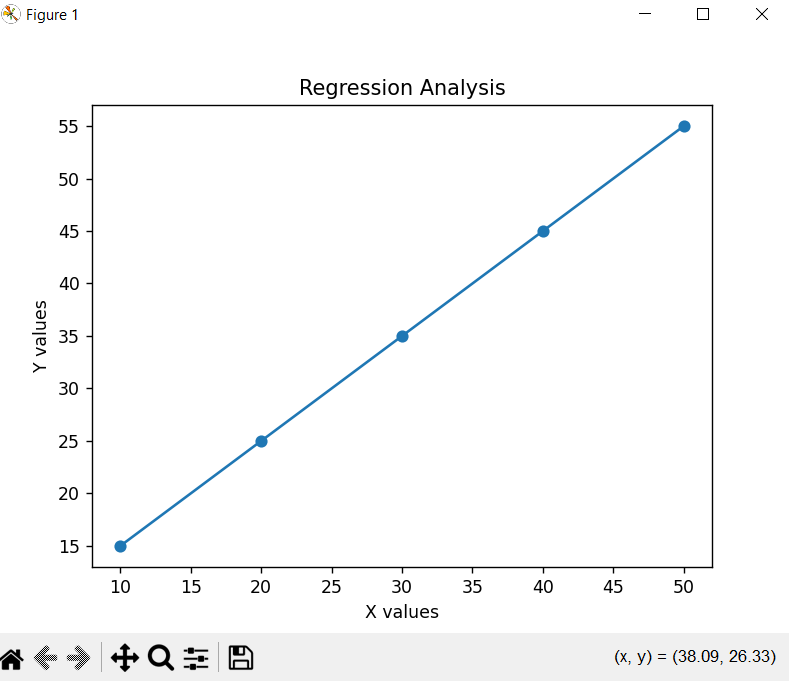 Figure 1
Regression Analysis
55
50
45
40
35
30
25
20
15
Y values
10 15 20 25 30 35 40 45 50
X values
(x, y) = (38.09, 26.33)